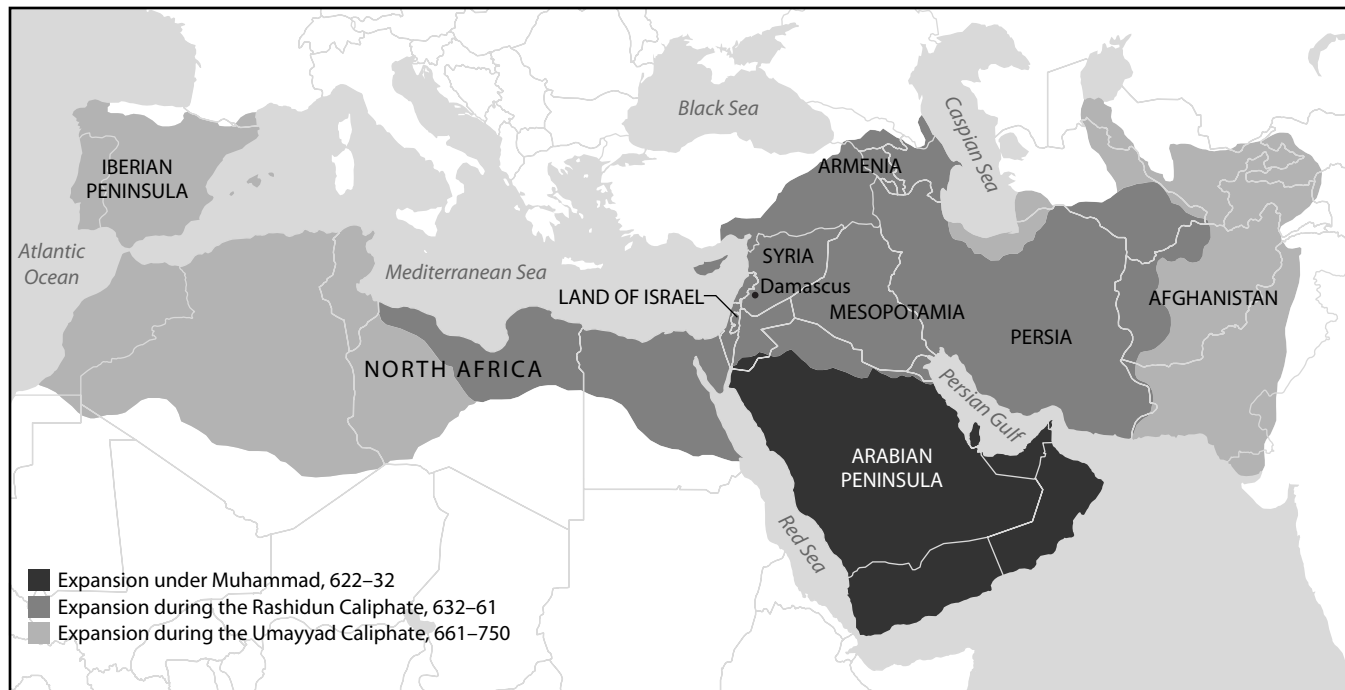 Black Sea
Caspian Sea
IBERIAN
PENINSULA
ARMENIA
Atlantic
Ocean
Mediterranean Sea
SYRIA
Damascus
LAND OF ISRAEL
MESOPOTAMIA
AFGHANISTAN
PERSIA
NORTH AFRICA
Persian Gulf
ARABIAN
PENINSULA
Red Sea
Expansion under Muhammad, 622–32
Expansion during the Rashidun Caliphate, 632–61
Expansion during the Umayyad Caliphate, 661–750